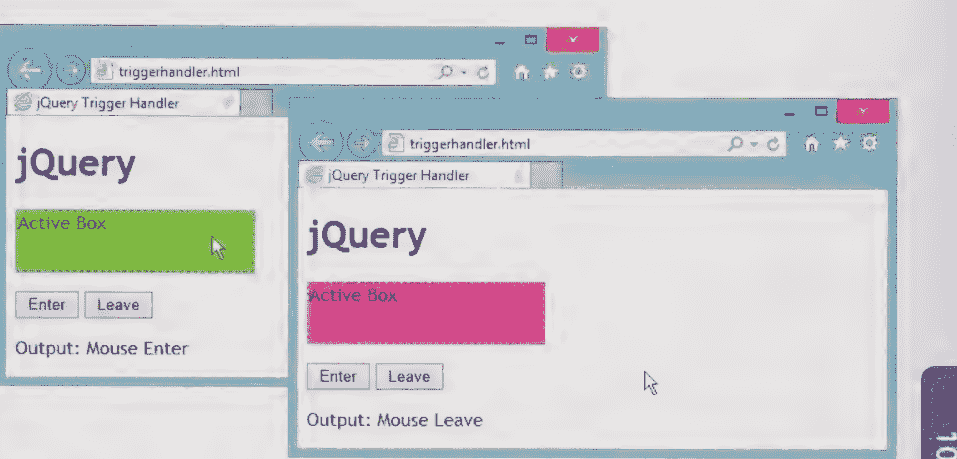 triggerhandler.html
jQuery Trigger Handler
jQuery
Active Box
Enter Leave
Output: Mouse Enter
triggerhandler.html
jQuery Trigger Handler
jQuery
Active Box
Enter Leave
Output: Mouse Leave